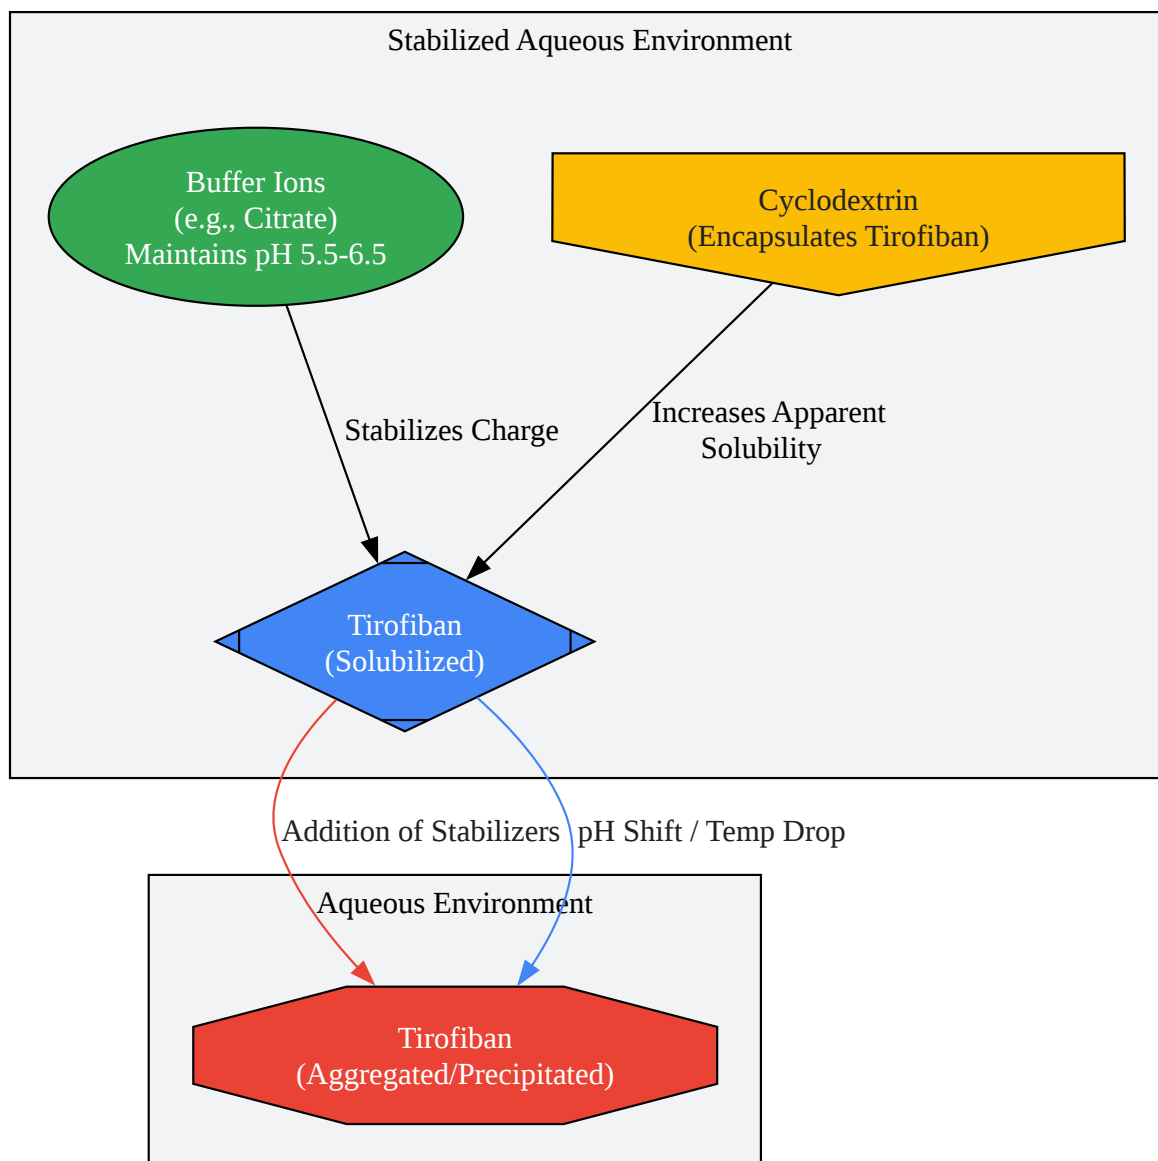 Stabilized Aqueous Environment
Buffer Ions
(e.g., Citrate)
Maintains pH 5.5-6.5
Cyclodextrin
(Encapsulates Tirofiban)
Stabilizes Charge
Increases Apparent
Solubility
Tirofiban
(Solubilized)
Addition of Stabilizers
pH Shift / Temp Drop
Aqueous Environment
Tirofiban
(Aggregated/Precipitated)